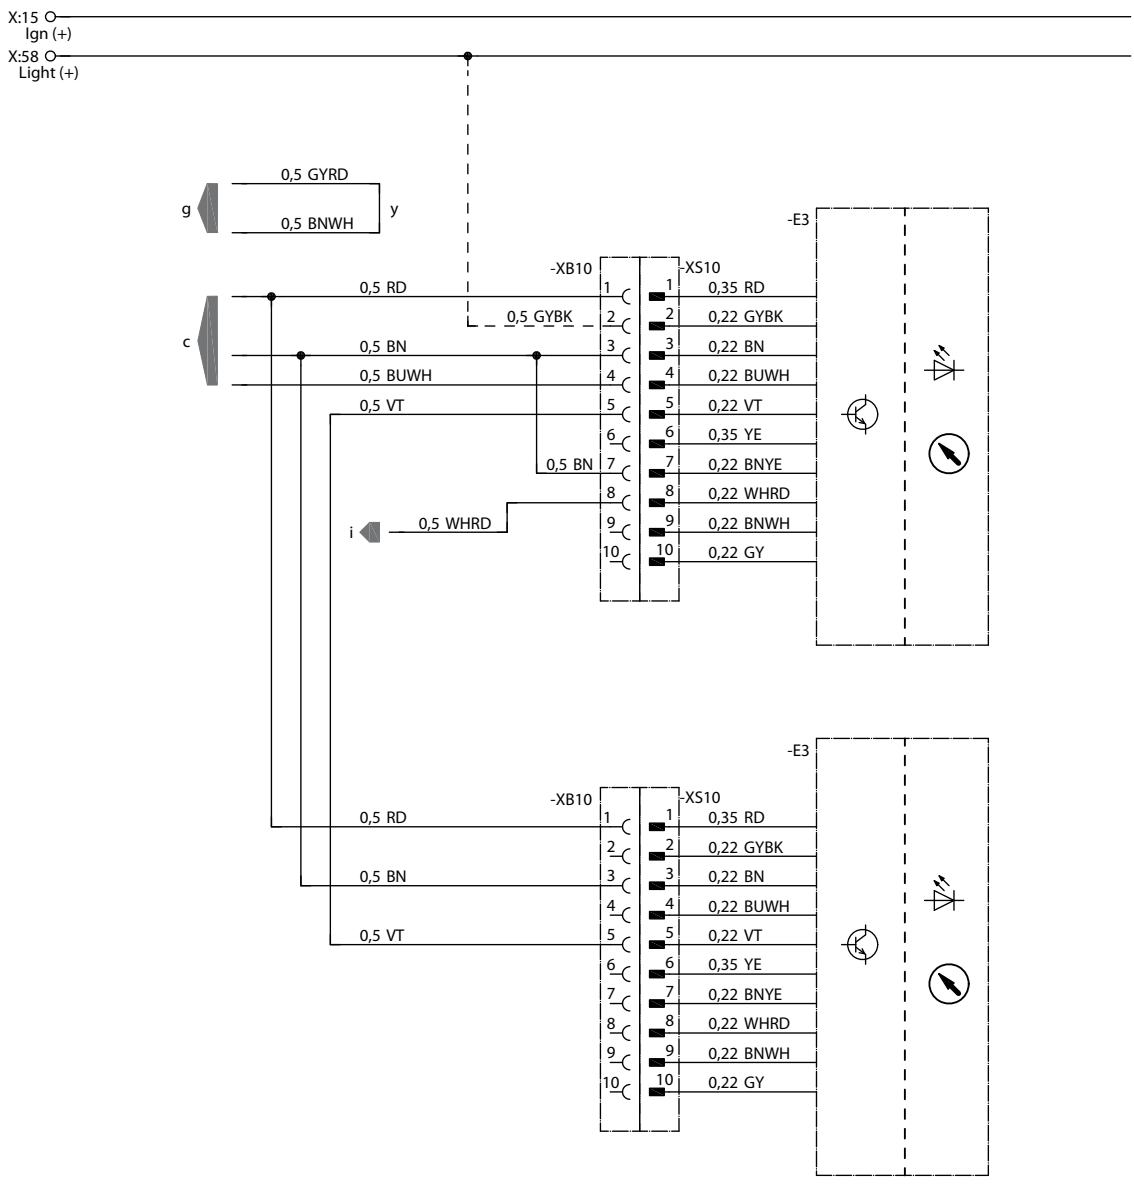 X:15
Ign (+)
X:58
Light (+)
0,5 GYRD
g
y
0,5 BNWH
-E3
-XB10
-XS10
0,5 RD
1
1
0,35 RD
0,5 GYBK
2
2
0,22 GYBK
c
0,5 BN
3
3
0,22 BN
0,5 BUWH
4
4
0,22 BUWH
0,5 VT
5
5
0,22 VT
6
6
0,35 YE
0,5 BN
7
7
0,22 BNYE
8
8
0,22 WHRD
i
0,5 WHRD
9
9
0,22 BNWH
10
10
0,22 GY
-E3
-XB10
-XS10
0,5 RD
1
1
0,35 RD
2
2
0,22 GYBK
0,5 BN
3
3
0,22 BN
4
4
0,22 BUWH
0,5 VT
5
5
0,22 VT
6
6
0,35 YE
7
7
0,22 BNYE
8
8
0,22 WHRD
9
9
0,22 BNWH
10
10
0,22 GY